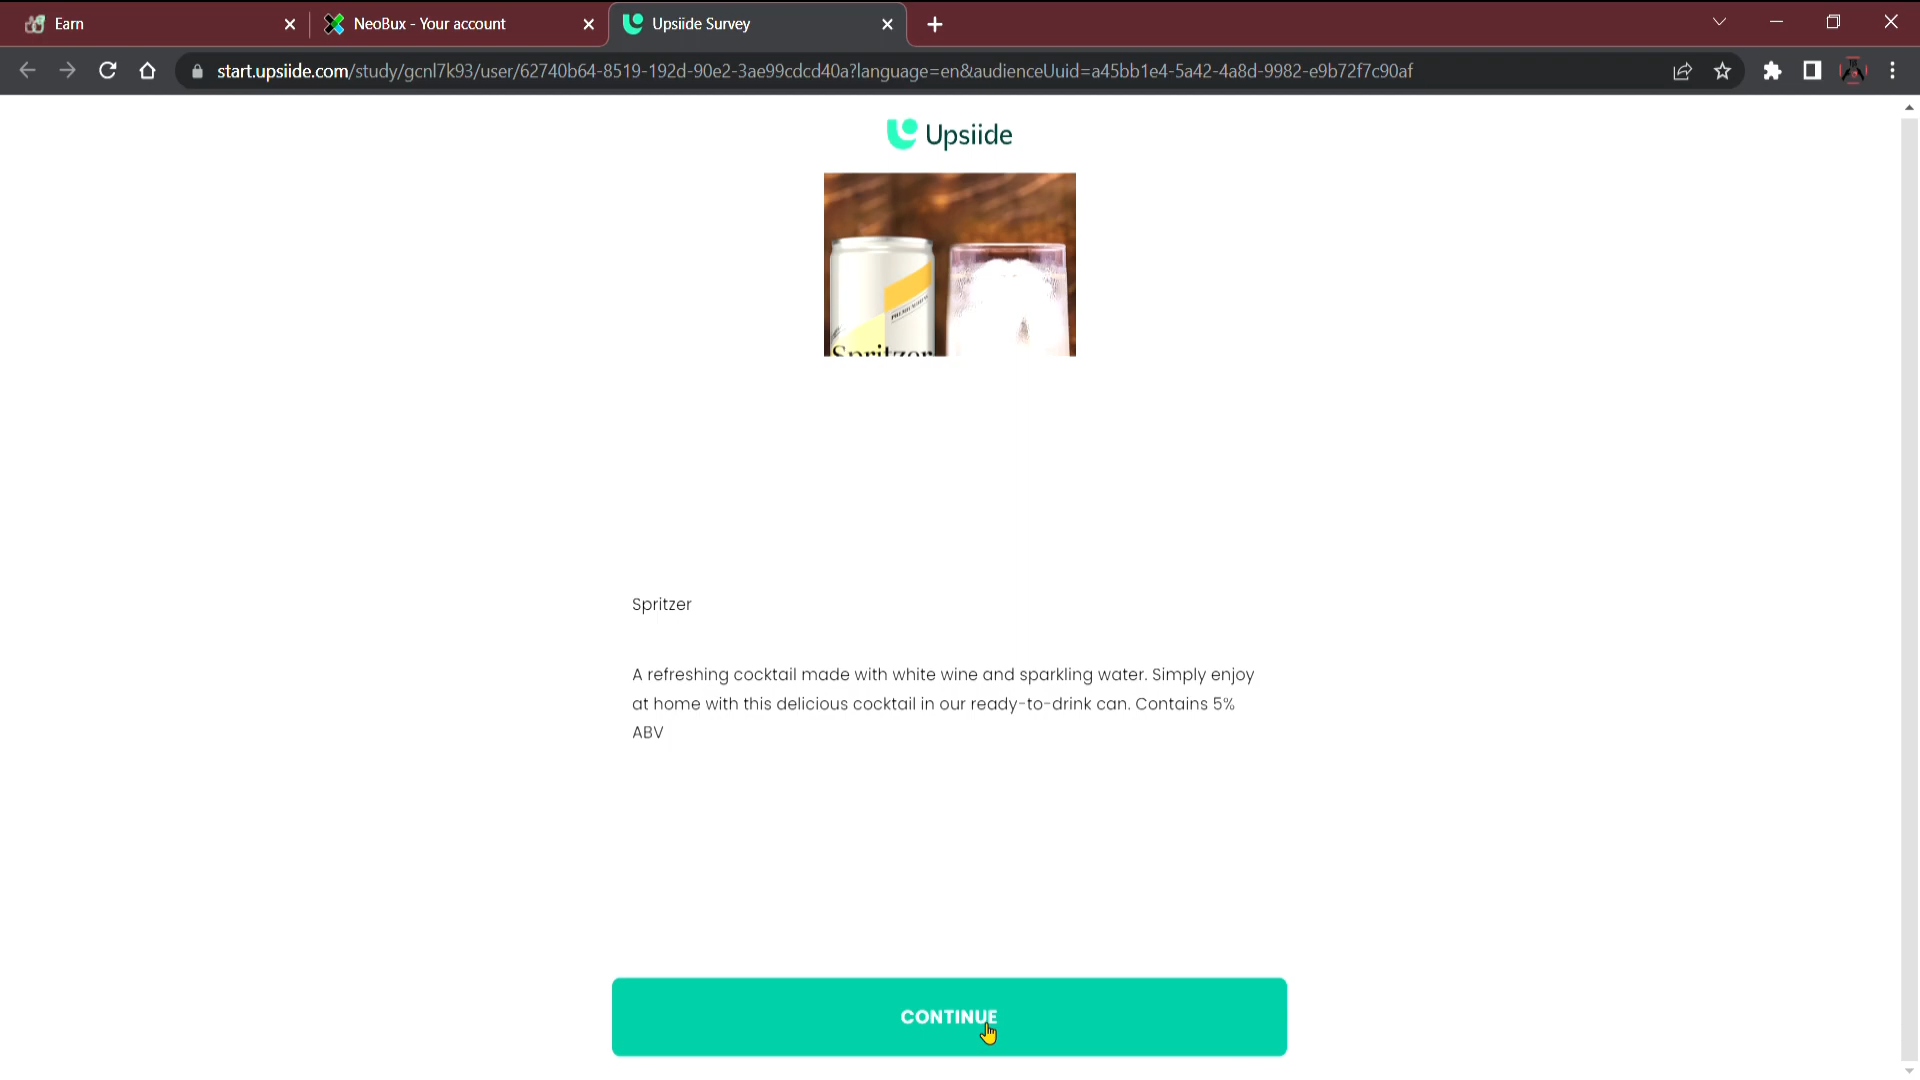 Earn
NeoBux - Your account
Upsiide Survey
start.upsiide.com/study/gcnl7k93/user/62740b64-8519-192d-90e2-3ae99cdcd40a?language=en&audienceUuid=a45bb1e4-5a42-4a8d-9982-e9b72f7c90af
Upsiide
Spritzer
Spritzer
A refreshing cocktail made with white wine and sparkling water. Simply enjoy
at home with this delicious cocktail in our ready-to-drink can. Contains 5%
ABV
CONTINUE